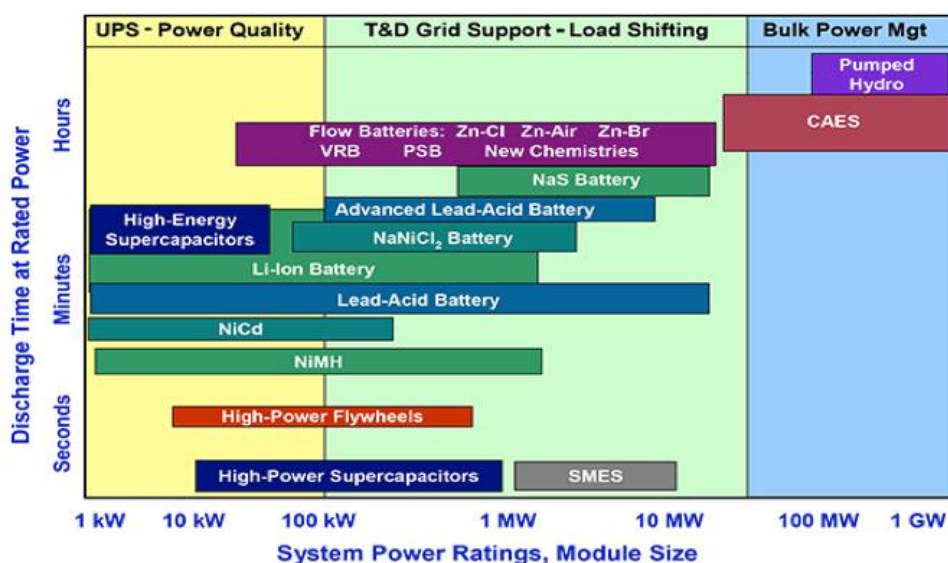 UPS - Power Quality
T&D Grid Support - Load Shifting
Bulk Power Mgt
Pumped
Hydro
CAES
Flow Batteries: Zn-Cl Zn-Air Zn-Br
VRB PSB New Chemistries
NaS Battery
Advanced Lead-Acid Battery
High-Energy
Supercapacitors
NaNiCl₂ Battery
Li-Ion Battery
Lead-Acid Battery
NiCd
NiMH
High-Power Flywheels
High-Power Supercapacitors
SMES
Discharge Time at Rated Power
Hours
Minutes
Seconds
1 kW 10 kW 100 kW 1 MW 10 MW 100 MW 1 GW
System Power Ratings, Module Size